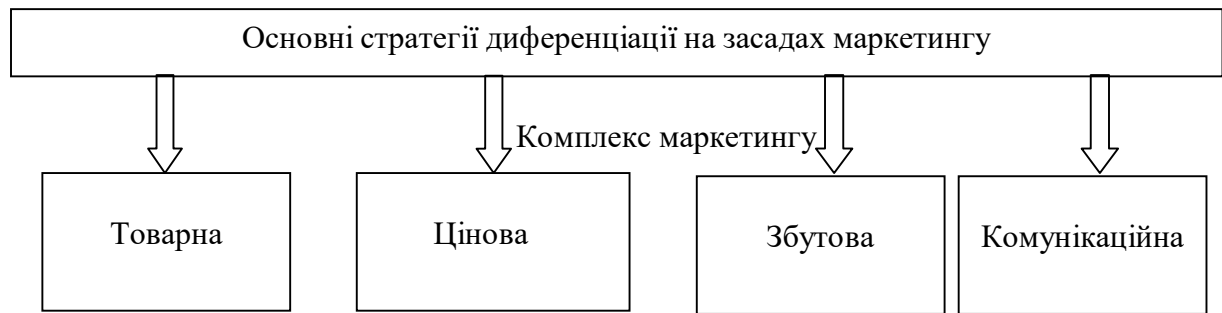 Основні стратегії диференціації на засадах маркетингу
Комплекс маркетингу
Товарна
Цінова
Збутова
Комунікаційна